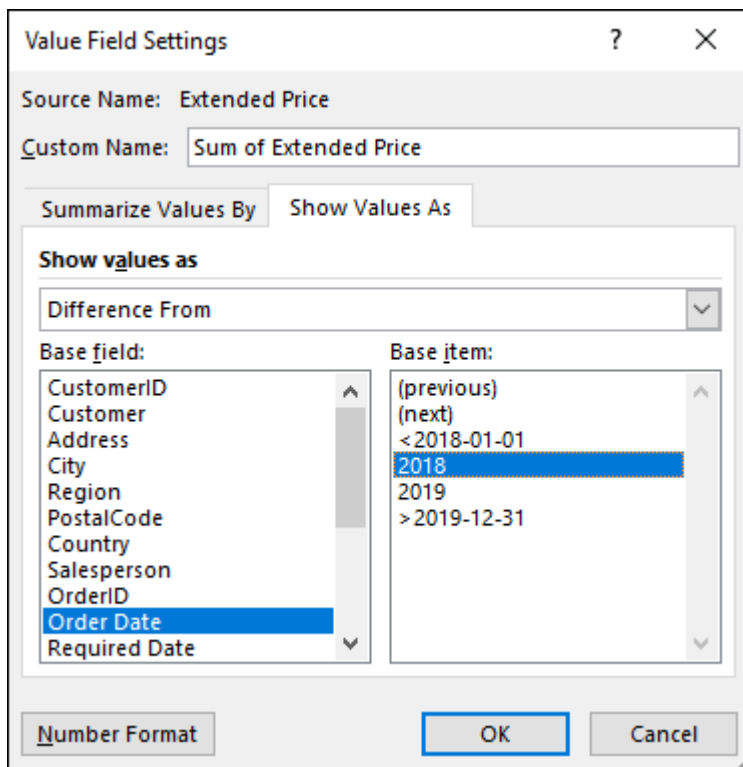 Value Field Settings
?
Source Name: Extended Price
Custom Name: Sum of Extended Price
Summarize Values By
Show Values As
Show values as
Difference From
Base field:
CustomerID
Customer
Address
City
Region
PostalCode
Country
Salesperson
OrderID
Order Date
Required Date
Base item:
(previous)
(next)
<2018-01-01
2018
2019
>2019-12-31
Number Format
OK
Cancel